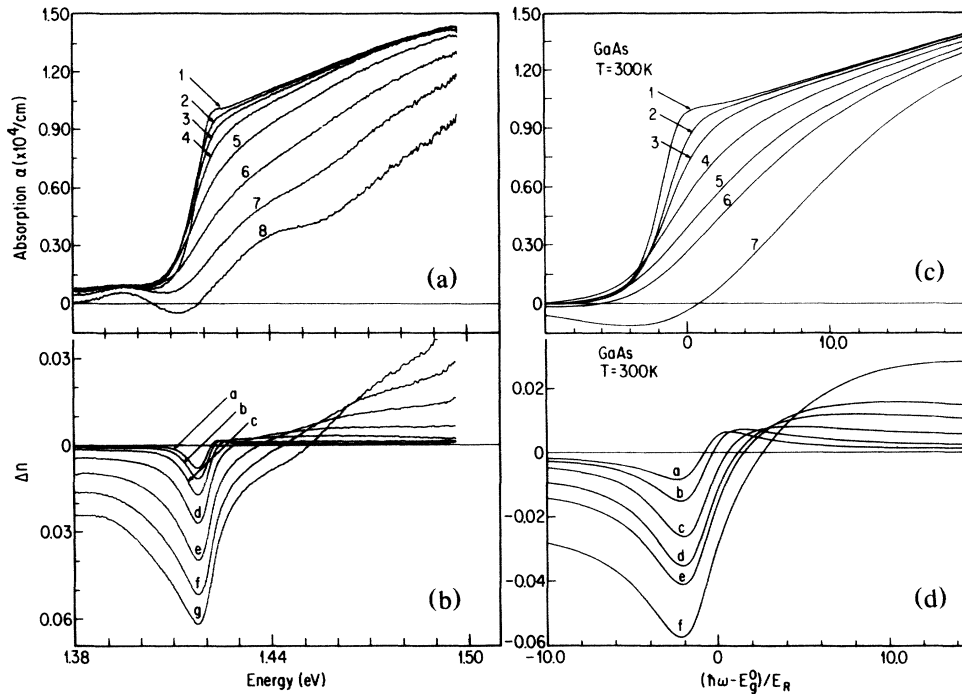 1.50
1.20
0.90
0.60
0.30
0
Absorption α (x10⁴/cm)
1
2
3
4
5
6
7
8
(a)
0.03
0
0.03
0.06
Δn
a
b
c
d
e
f
g
(b)
1.38
1.44
1.50
Energy (eV)
1.50
1.20
0.90
0.60
0.30
0
GaAs
T=300K
1
2
3
4
5
6
7
(c)
0
10.0
GaAs
T=300K
0.02
0
-0.02
-0.04
-0.06
a
b
c
d
e
f
(d)
-10.0
0
10.0
(ħω-E⁰g)/E_R